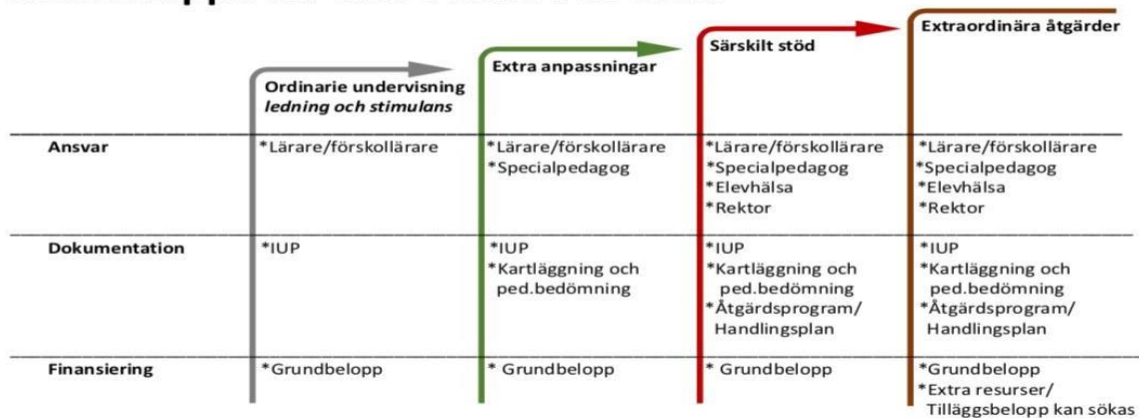 Extraordinära åtgärder
Särskilt stöd
Extra anpassningar
Ordinarie undervisning
ledning och stimulans
Ansvar
*Lärare/förskollärare
*Lärare/förskollärare
*Specialpedagog
*Lärare/förskollärare
*Specialpedagog
*Elevhälsa
*Rektor
*Lärare/förskollärare
*Specialpedagog
*Elevhälsa
*Rektor
Dokumentation
*IUP
*IUP
*Kartläggning och
ped.bedömning
*IUP
*Kartläggning och
ped.bedömning
*Åtgärdsprogram/
Handlingsplan
*IUP
*Kartläggning och
ped.bedömning
*Åtgärdsprogram/
Handlingsplan
Finansiering
*Grundbelopp
* Grundbelopp
* Grundbelopp
*Grundbelopp
*Extra resurser/
Tilläggsbelopp kan sökas